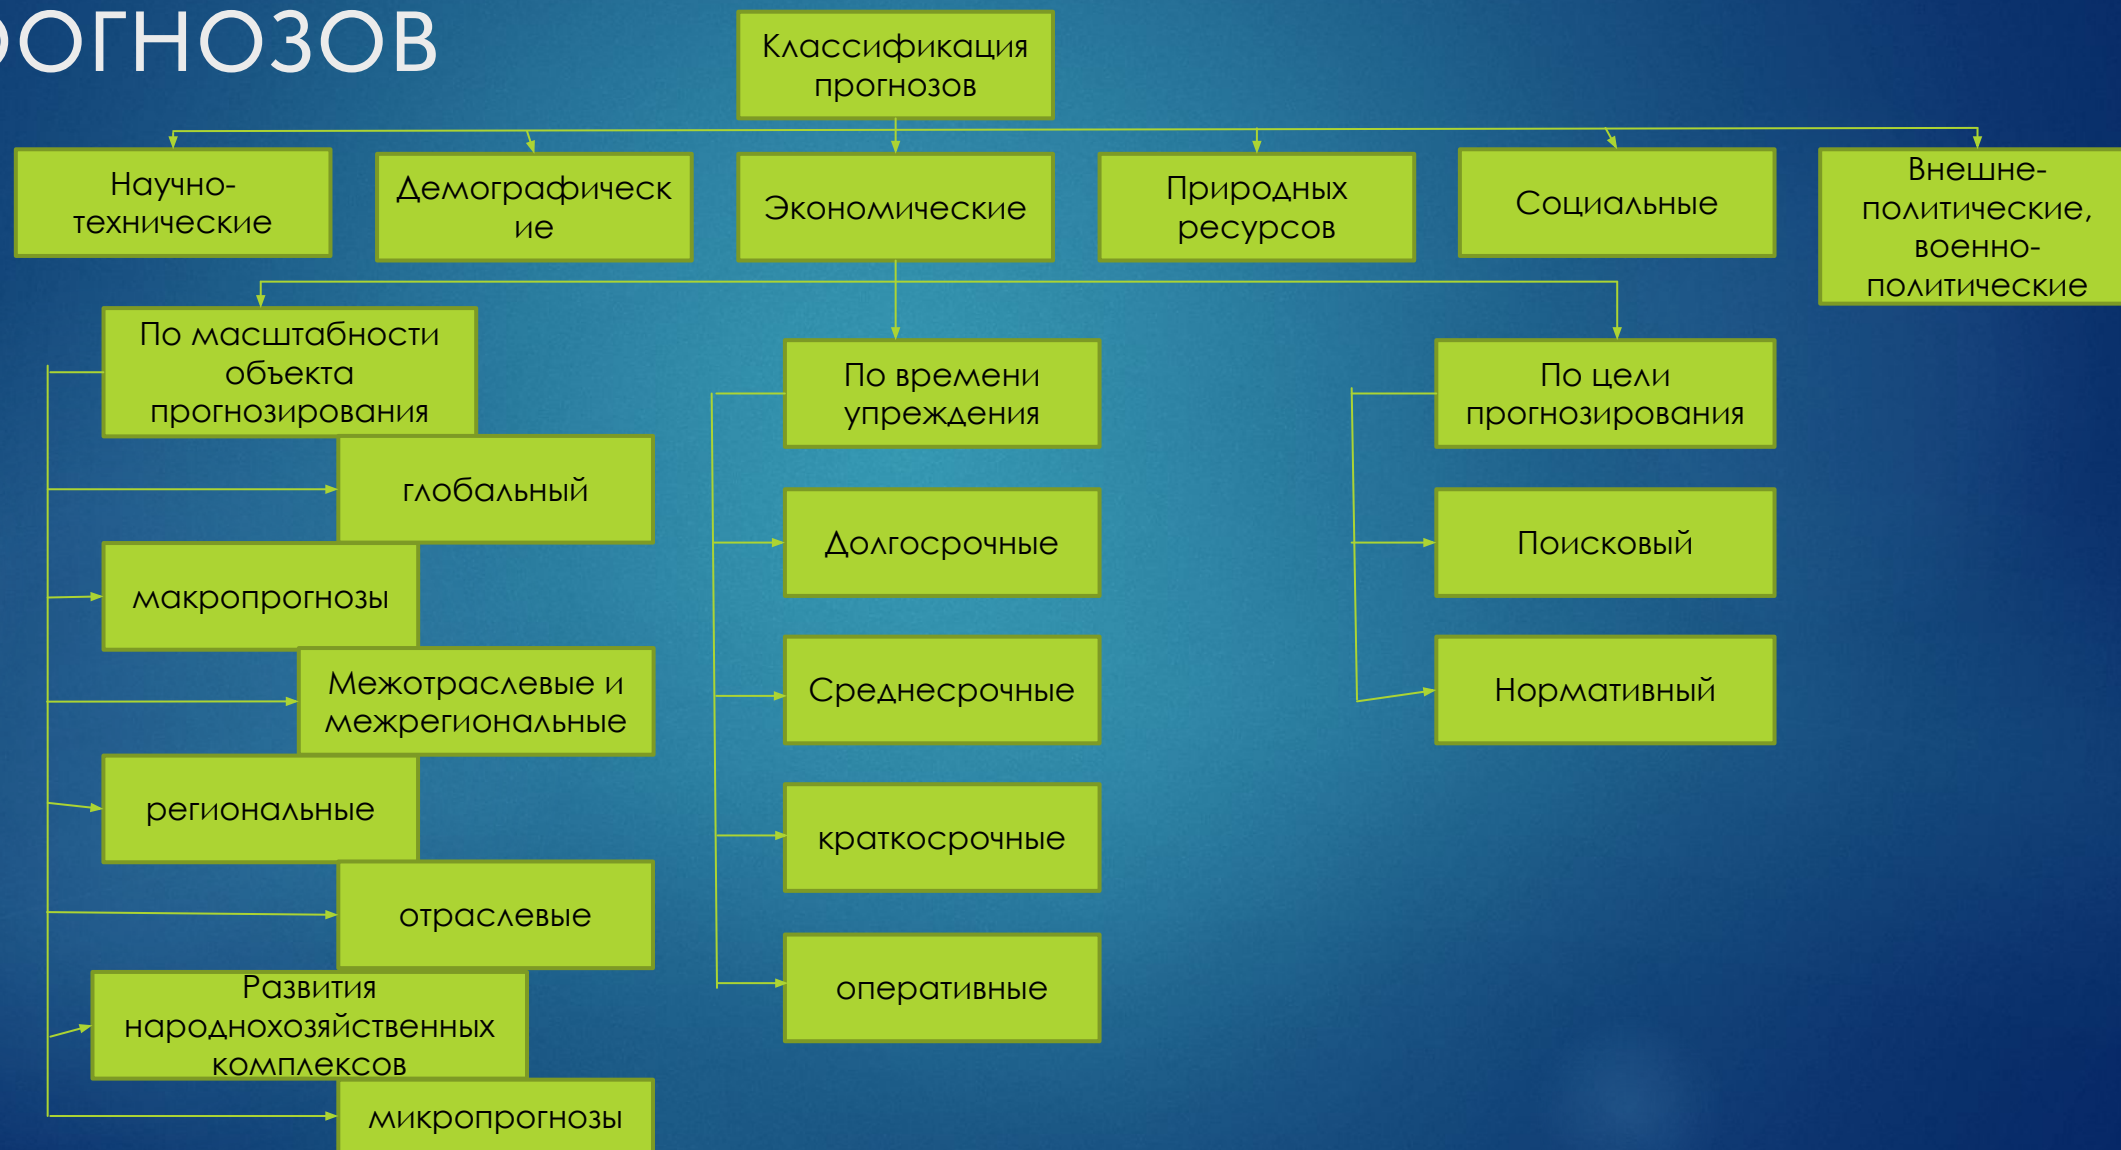 Классификация
прогнозов
Научно-
технические
Демографическ
ие
Экономические
Природных
ресурсов
Социальные
Внешне-
политические,
военно-
политические
По масштабности
объекта
прогнозирования
глобальный
макропрогнозы
Межотраслевые и
межрегиональные
региональные
отраслевые
Развития
народнохозяйственных
комплексов
микропрогнозы
По времени
упреждения
Долгосрочные
Среднесрочные
краткосрочные
оперативные
По цели
прогнозирования
Поисковый
Нормативный